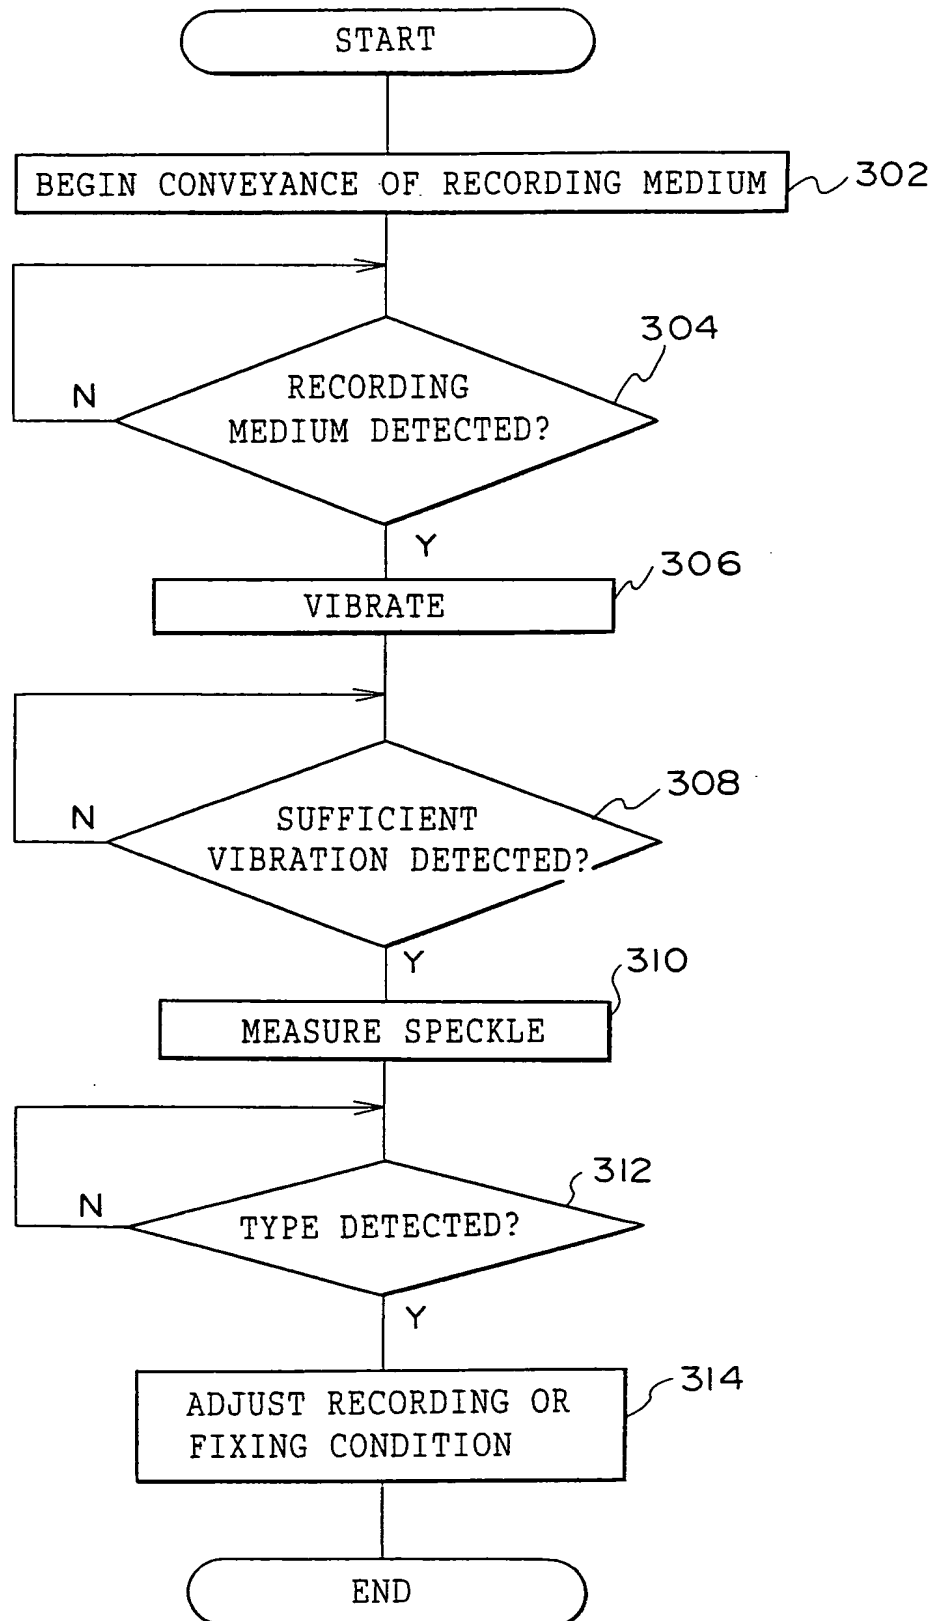 START
BEGIN CONVEYANCE OF RECORDING MEDIUM
302
304
RECORDING
MEDIUM DETECTED?
N
Y
306
VIBRATE
308
SUFFICIENT
VIBRATION DETECTED?
N
Y
310
MEASURE SPECKLE
312
N
TYPE DETECTED?
Y
314
ADJUST RECORDING OR
FIXING CONDITION
END